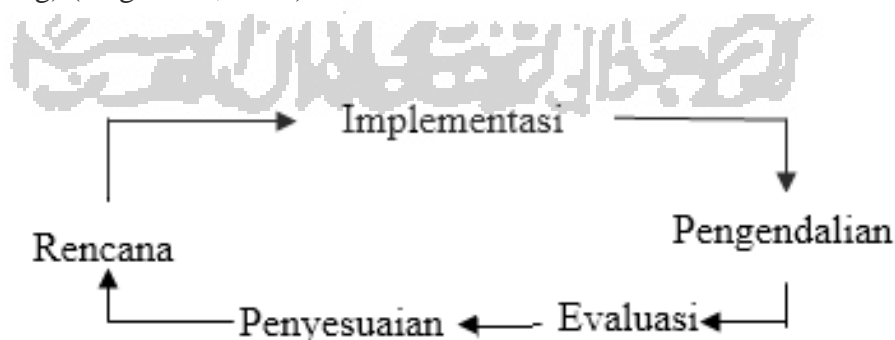 Implementasi
Pengendalian
Rencana
Penyesuaian
Evaluasi